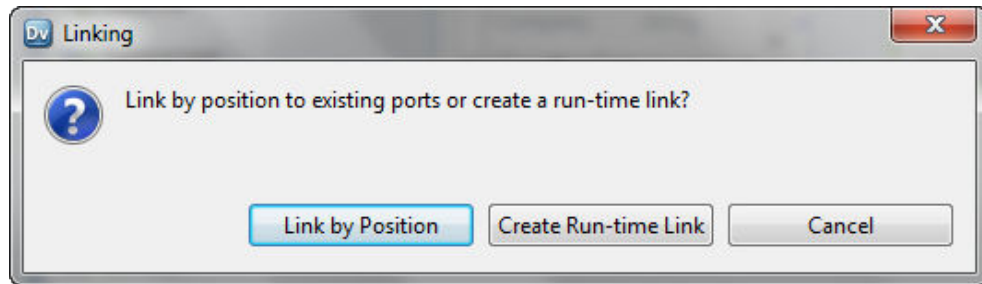 Dv Linking
X
Link by position to existing ports or create a run-time link?
?
Link by Position Create Run-time Link Cancel